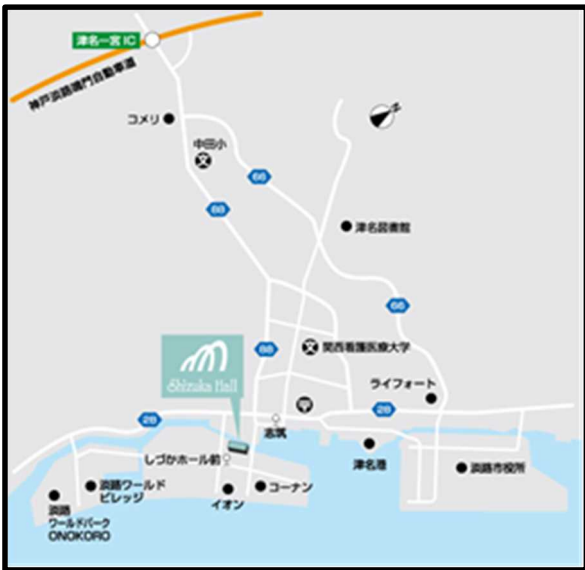 津名一宮IC
神戸淡路鳴門自動車道
コメリ
中田小
66
88
津名図書館
66
関西看護医療大学
88
Shizuka Hall
ライフォート
28
28
志筑
しづかホール前
津名港
淡路市役所
淡路ワールド
ビレッジ
イオン
コーナン
淡路
ワールドパーク
ONOKORO